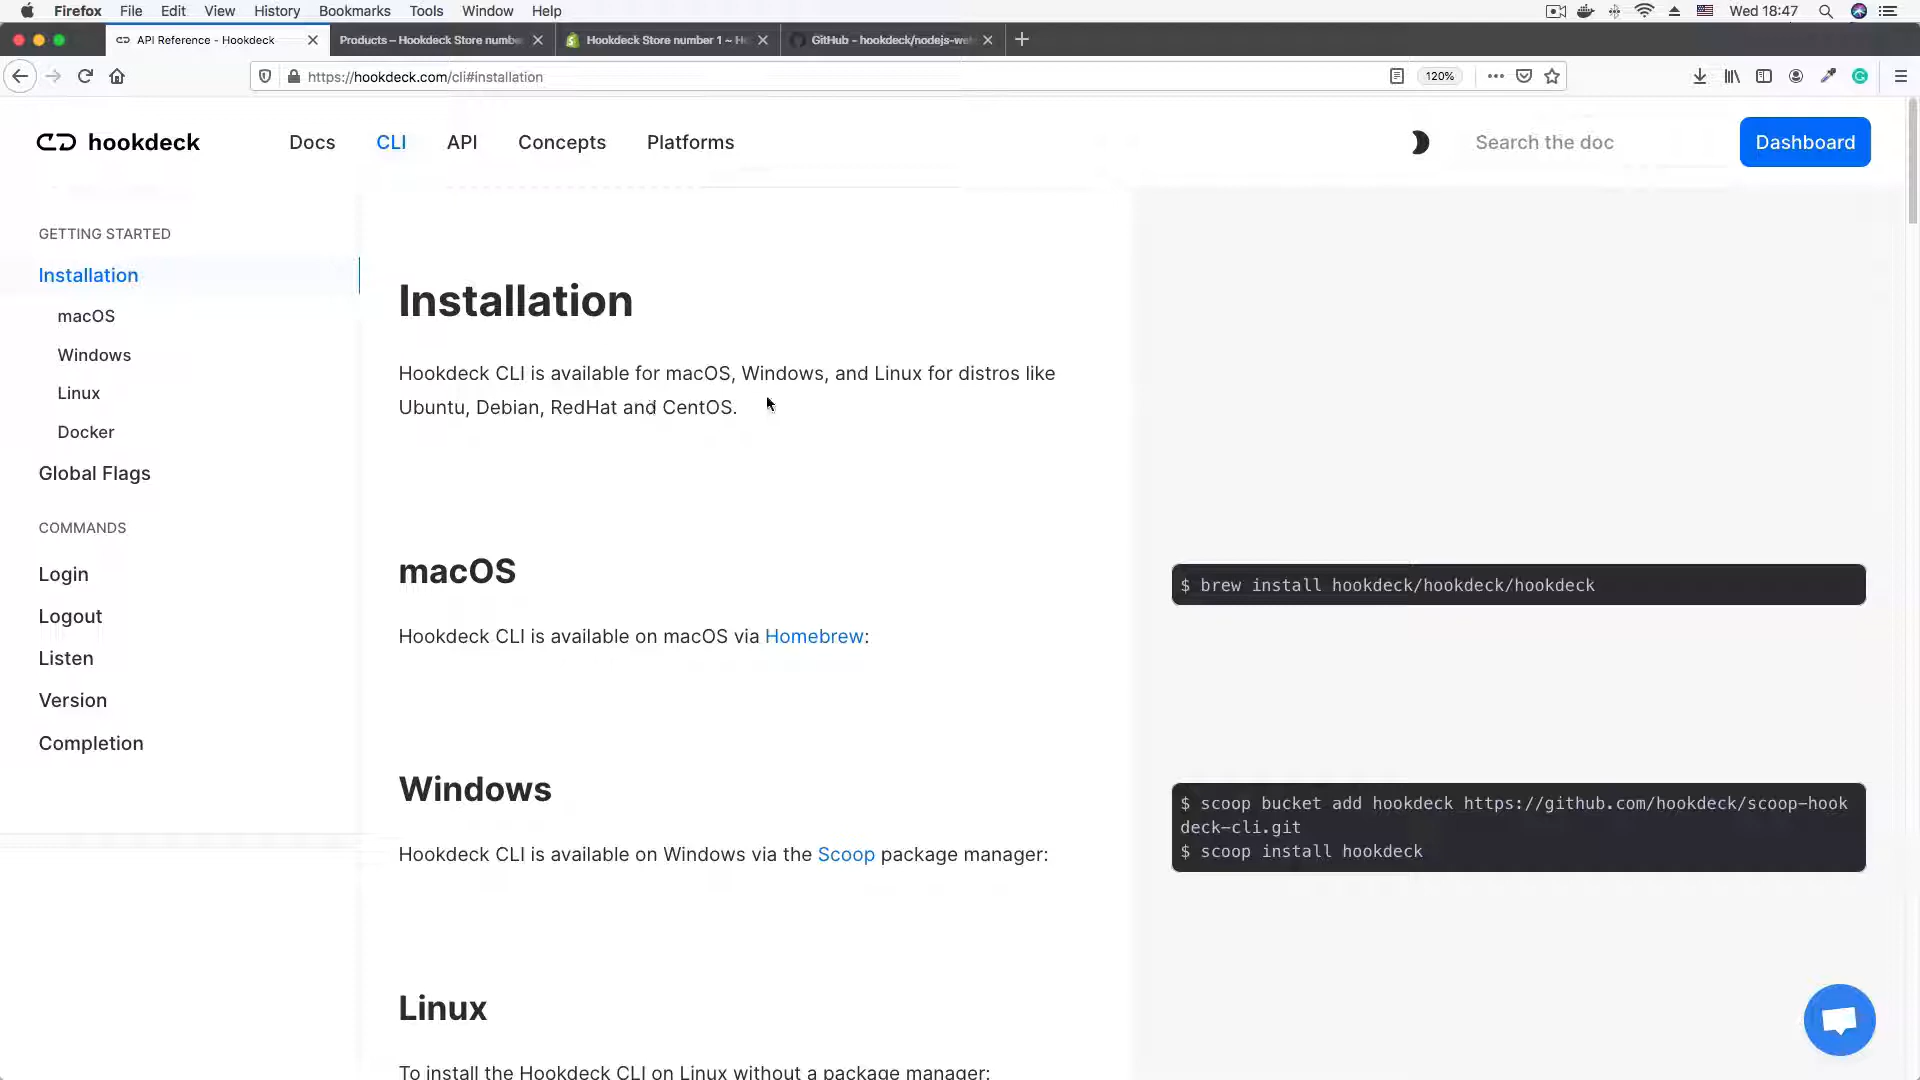 Firefox File Edit View History Bookmarks Tools Window Help Wed 18:47
API Reference - Hookdeck Products – Hookdeck Store numbe Hookdeck Store number 1 ~ H GitHub - hookdeck/nodejs-we
https://hookdeck.com/cli#installation 120%
hookdeck Docs CLI API Concepts Platforms Search the doc Dashboard
GETTING STARTED
Installation
macOS
Windows
Linux
Docker
Global Flags
COMMANDS
Login
Logout
Listen
Version
Completion
Installation
Hookdeck CLI is available for macOS, Windows, and Linux for distros like
Ubuntu, Debian, RedHat and CentOS.
macOS
Hookdeck CLI is available on macOS via Homebrew:
$ brew install hookdeck/hookdeck/hookdeck
Windows
Hookdeck CLI is available on Windows via the Scoop package manager:
$ scoop bucket add hookdeck https://github.com/hookdeck/scoop-hook
deck-cli.git
$ scoop install hookdeck
Linux
To install the Hookdeck CLI on Linux without a package manager: